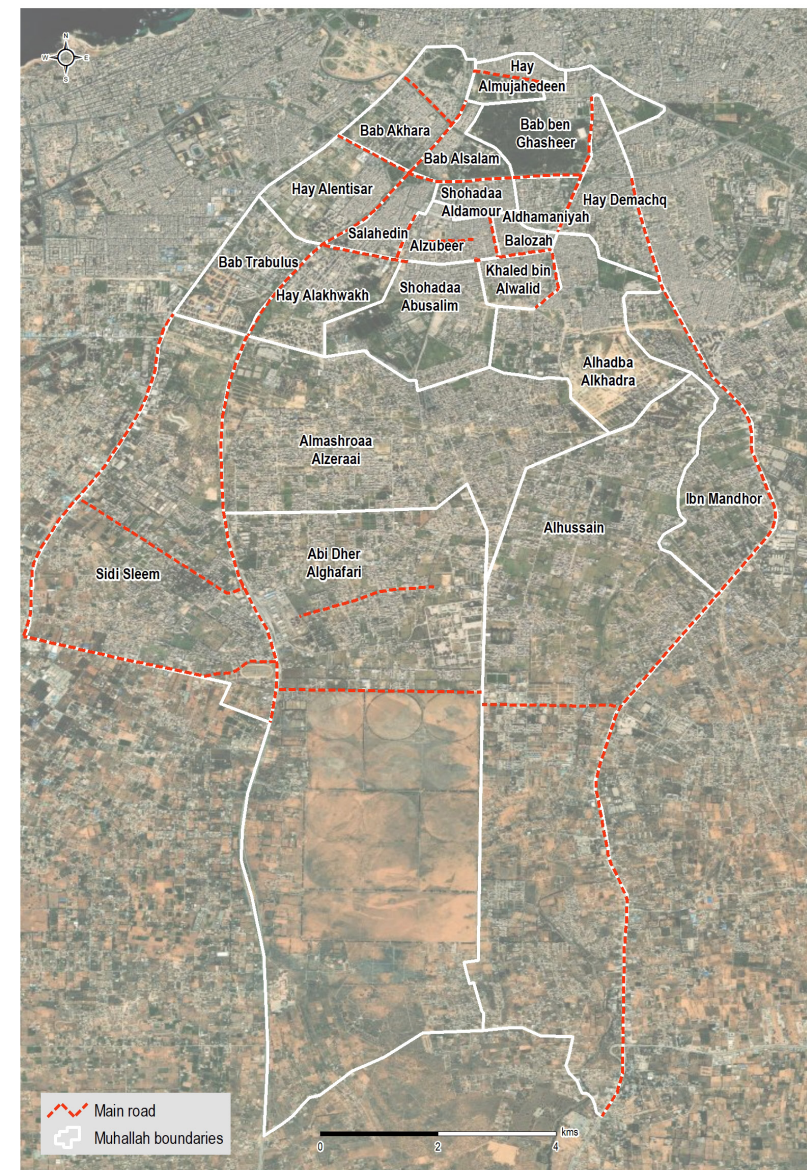 N
W E
S
Hay
Almujahedeen
Bab Akhara
Bab ben
Ghasheer
Bab Alsalam
Hay Alentisar
Shohadaa
Aldamour
Hay Demachq
Aldhamaniyah
Salahedin
Alzubeer
Balozah
Bab Trabulus
Khaled bin
Alwalid
Hay Alakhwakh
Shohadaa
Abusalim
Alhadba
Alkhadra
Almashroaa
Alzeraai
Ibn Mandhor
Alhussain
Abi Dher
Alghafari
Sidi Sleem
Main road
Muhallah boundaries
kms
0 2 4